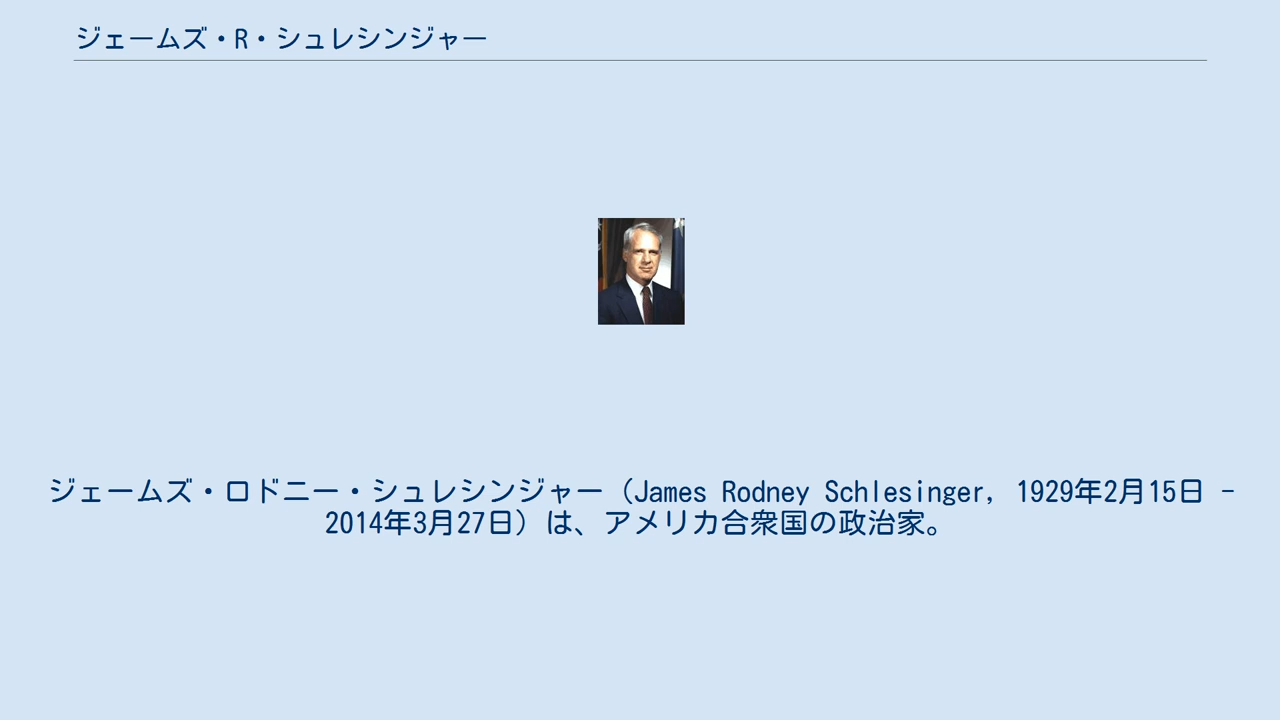 ジェームズ・R・シュレシンジャー
ジェームズ・ロドニー・シュレシンジャー（James Rodney Schlesinger, 1929年2月15日 -
2014年3月27日）は、アメリカ合衆国の政治家。